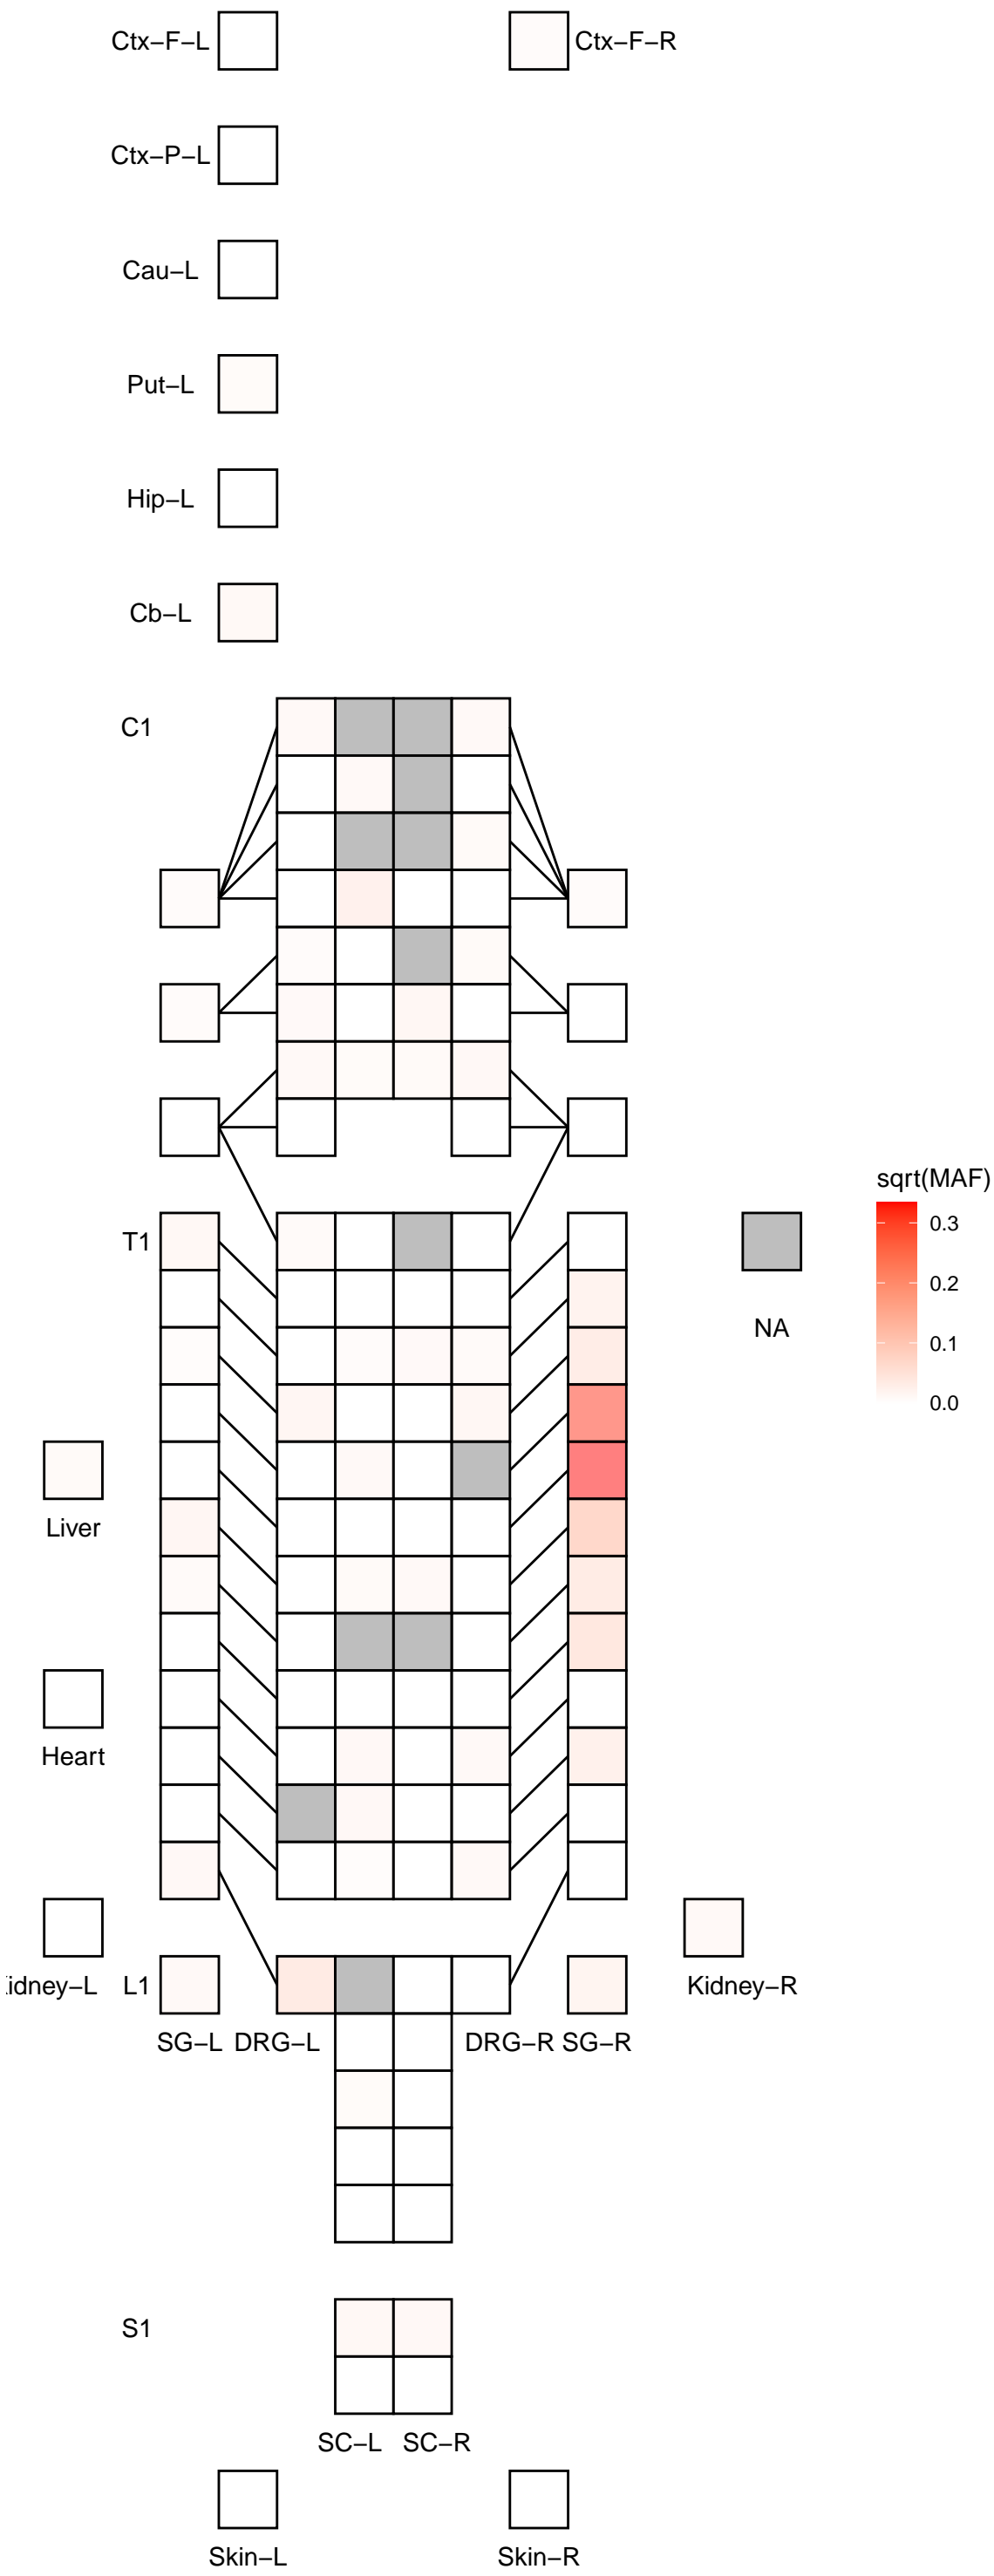 Ctx−F−L
Ctx−F−R
Ctx−P−L
Cau−L
Put−L
Hip−L
Cb−L
C1
sqrt(MAF)
T1
0.3
0.2
NA
0.1
0.0
Liver
Heart
idney−L
L1
Kidney−R
SG−L
DRG−L
DRG−R
SG−R
S1
SC−L
SC−R
Skin−L
Skin−R